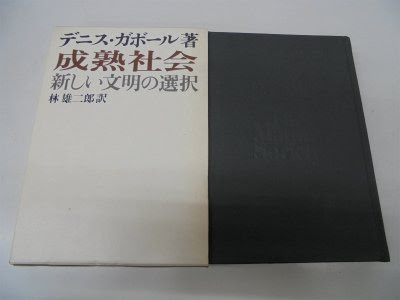 デニス・ガボール著
成熟社会
新しい文明の選択
林 雄二郎訳